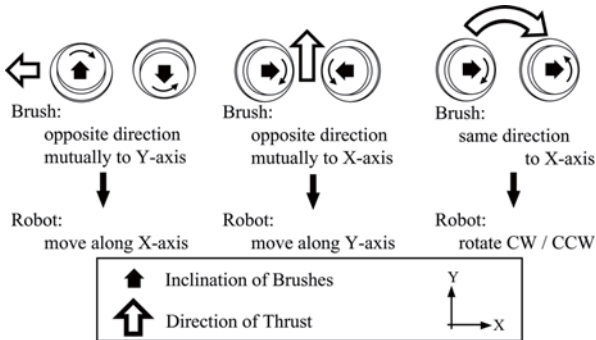 Brush:
opposite direction
mutually to Y-axis
Robot:
move along X-axis
Brush:
opposite direction
mutually to X-axis
Robot:
move along Y-axis
Brush:
same direction
to X-axis
Robot:
rotate CW / CCW
Inclination of Brushes
Direction of Thrust
Y
X